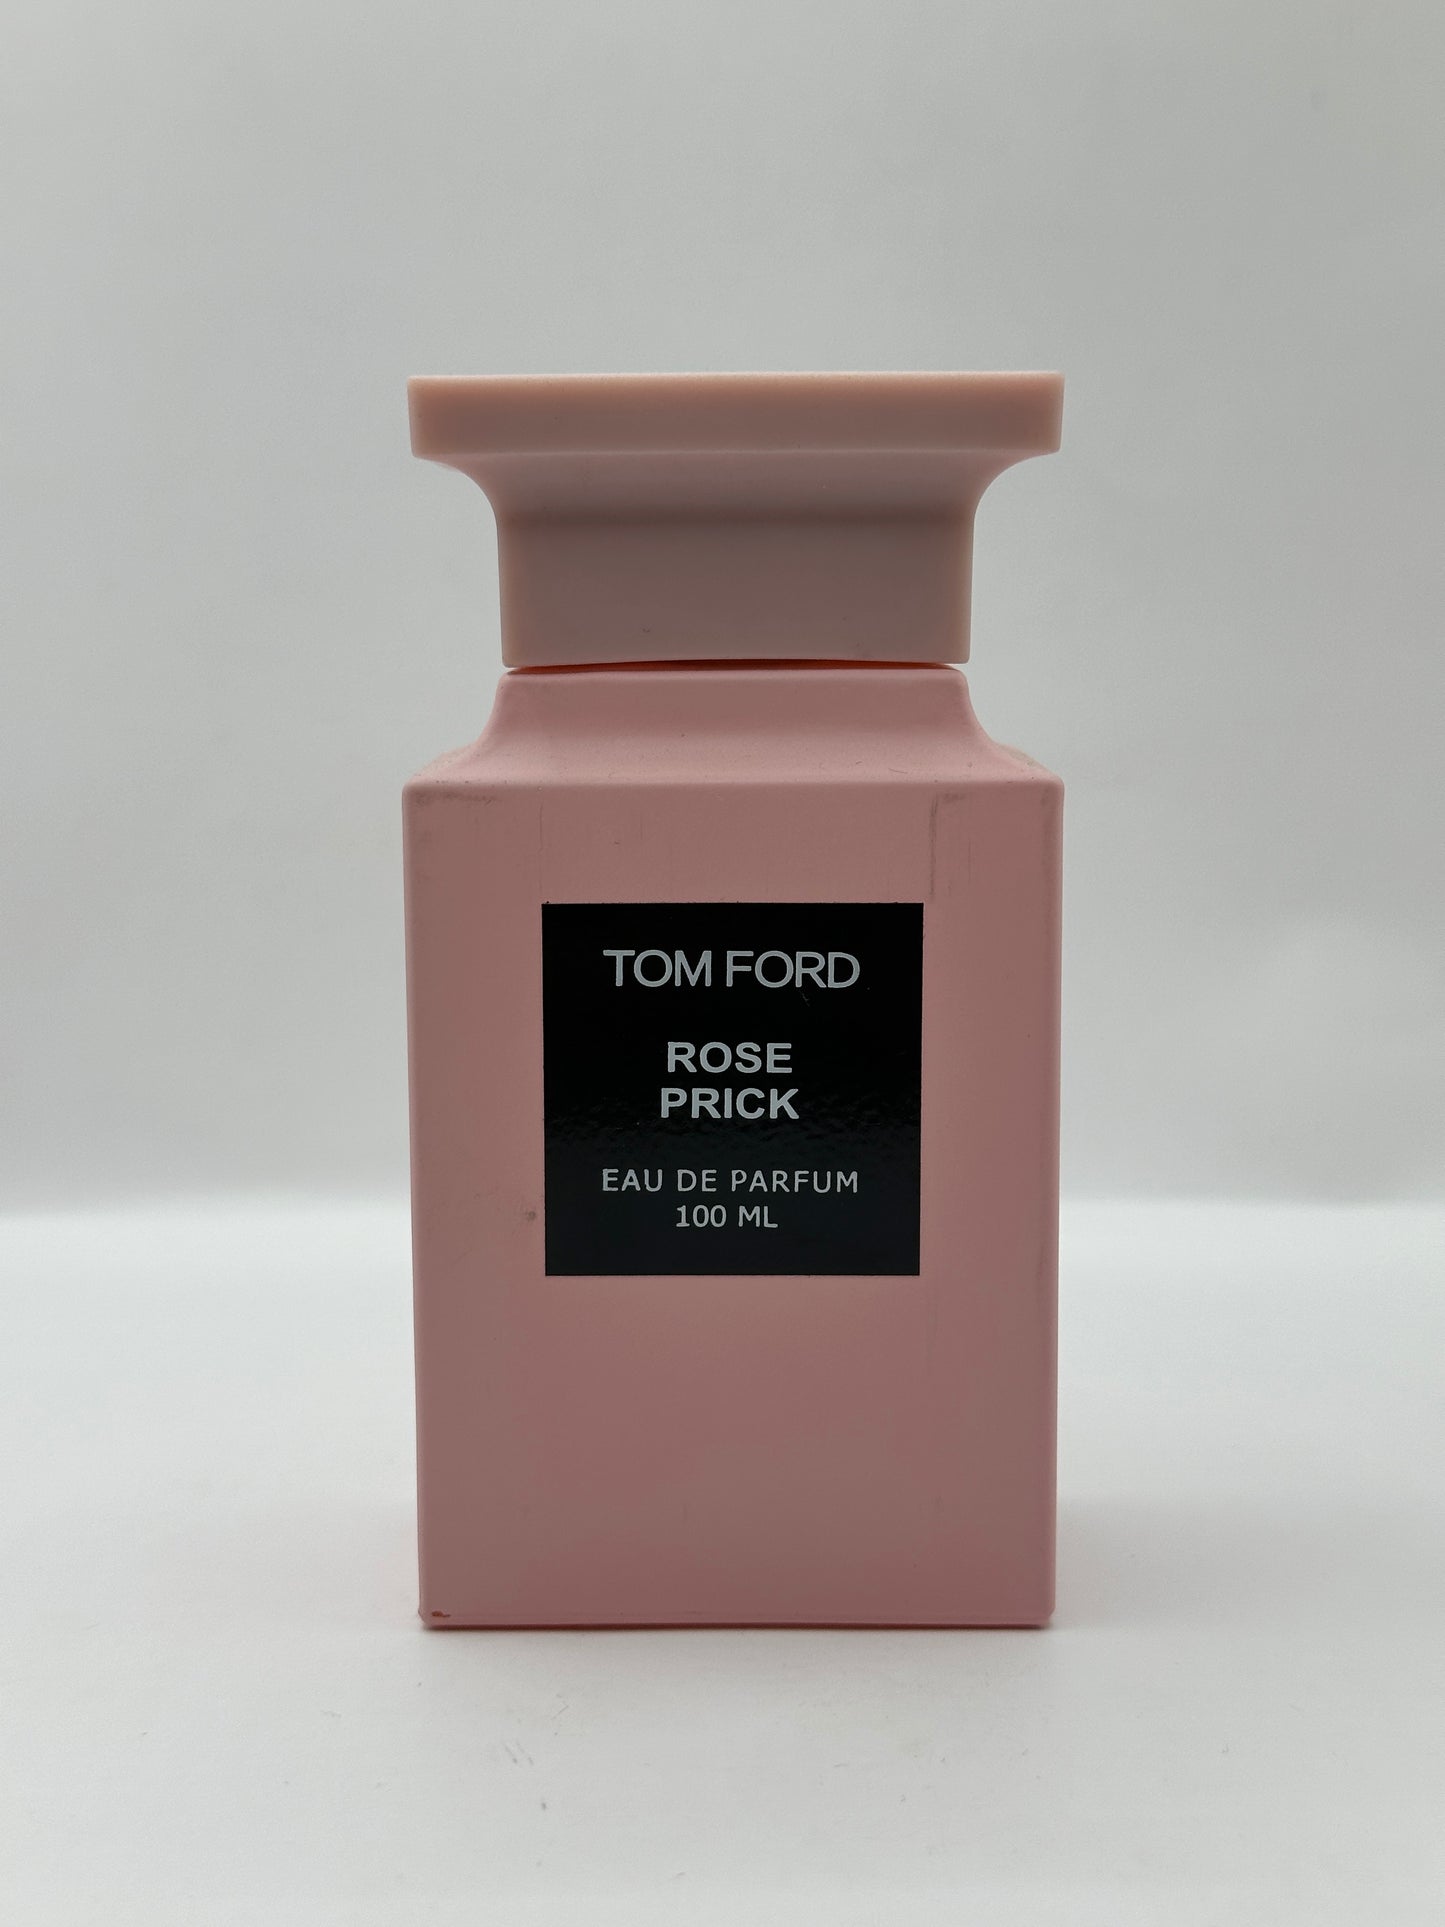 TOM FORD
ROSE
PRICK
EAU DE PARFUM
100 ML